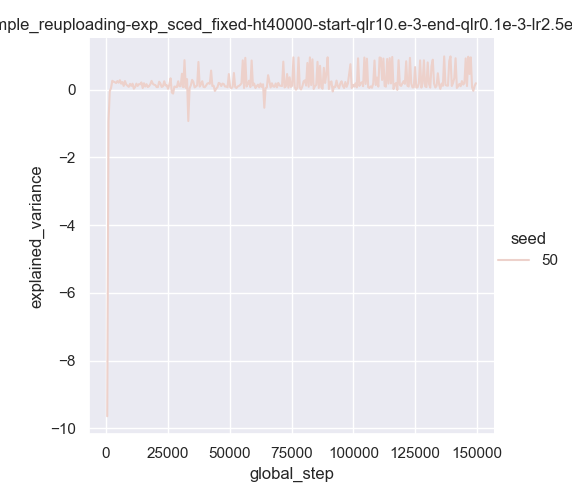 mple_reuploading-exp_sced_fixed-ht40000-start-qlr10.e-3-end-qlr0.1e-3-lr2.5e
0
−2
−4
−6
−8
−10
explained_variance
0 25000 50000 75000 100000 125000 150000
global_step
seed
50